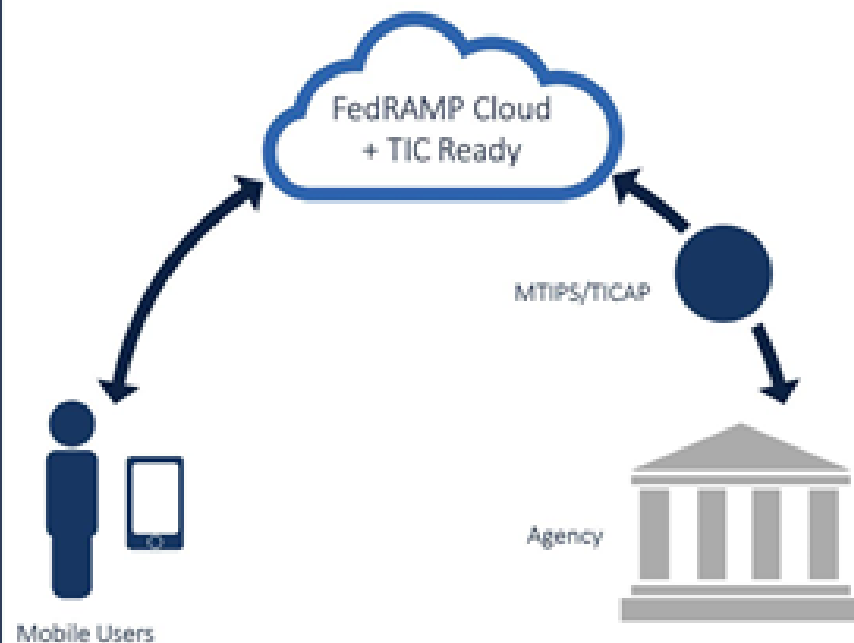 FedRAMP Cloud
+ TIC Ready
MTIPS/TICAP
Agency
Mobile Users